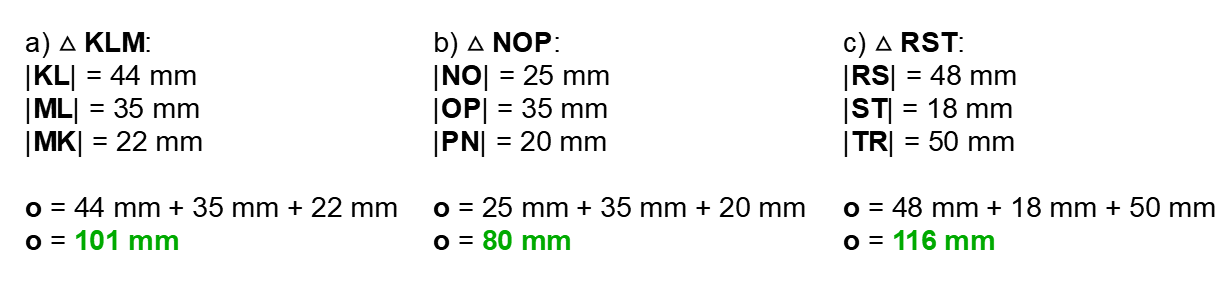 a) △ KLM:
|KL| = 44 mm
|ML| = 35 mm
|MK| = 22 mm
o = 44 mm + 35 mm + 22 mm
o = 101 mm
b) △ NOP:
|NO| = 25 mm
|OP| = 35 mm
|PN| = 20 mm
o = 25 mm + 35 mm + 20 mm
o = 80 mm
c) △ RST:
|RS| = 48 mm
|ST| = 18 mm
|TR| = 50 mm
o = 48 mm + 18 mm + 50 mm
o = 116 mm